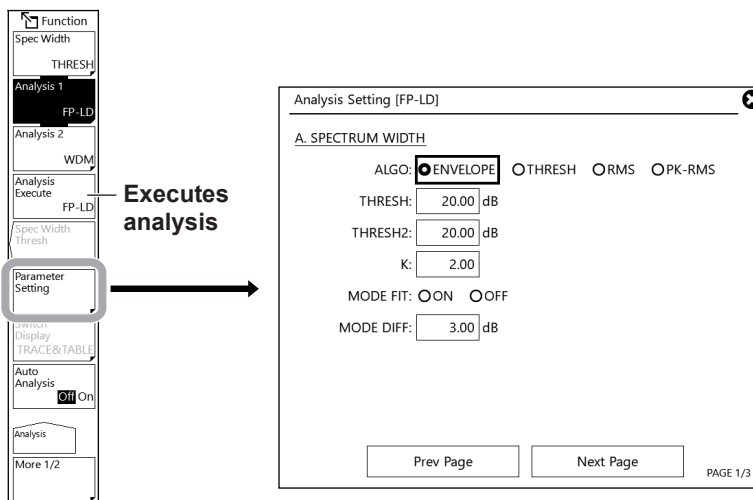 Function
Spec Width
THRESH
Analysis 1
FP-LD
Analysis 2
WDM
Analysis
Execute
FP-LD
Spec Width
Thresh
Parameter
Setting
Switch
Display
TRACE&TABLE
Auto
Analysis
Off On
Analysis
More 1/2
Executes
analysis
Analysis Setting [FP-LD]
A. SPECTRUM WIDTH
ALGO: ENVELOPE THRESH RMS PK-RMS
THRESH: 20.00 dB
THRESH2: 20.00 dB
K: 2.00
MODE FIT: ON OFF
MODE DIFF: 3.00 dB
Prev Page Next Page PAGE 1/3